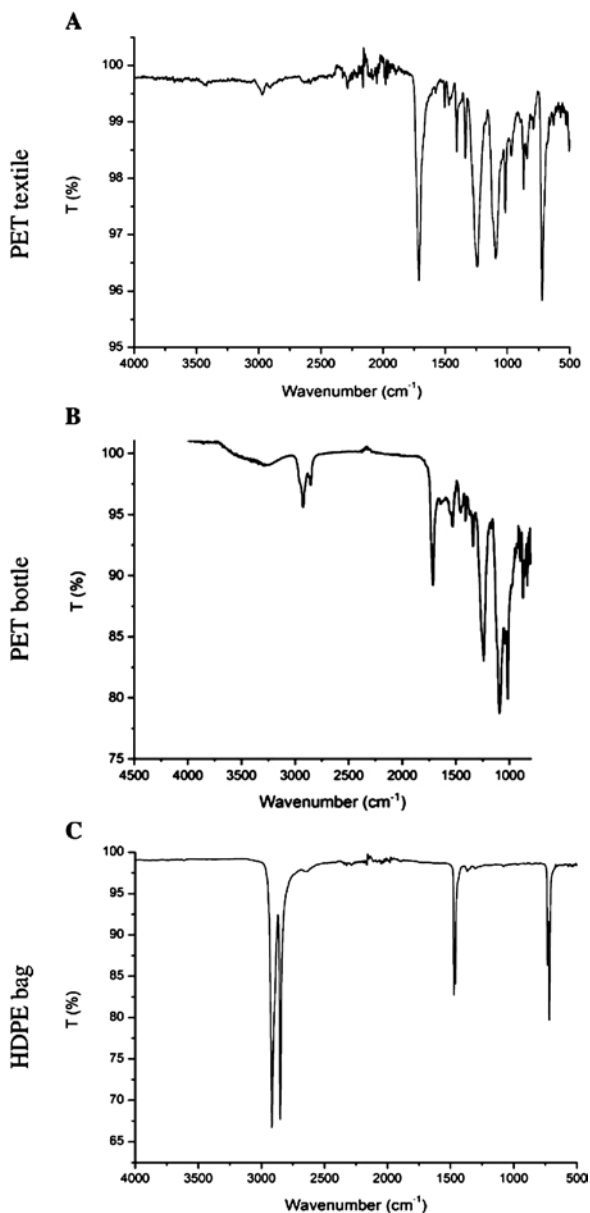 A
PET textile
T (%)
100
99
98
97
96
95
4000 3500 3000 2500 2000 1500 1000 500
Wavenumber (cm⁻¹)
B
PET bottle
T (%)
100
95
90
85
80
75
4500 4000 3500 3000 2500 2000 1500 1000
Wavenumber (cm⁻¹)
C
HDPE bag
T (%)
100
95
90
85
80
75
70
65
4000 3500 3000 2500 2000 1500 1000 500
Wavenumber (cm⁻¹)